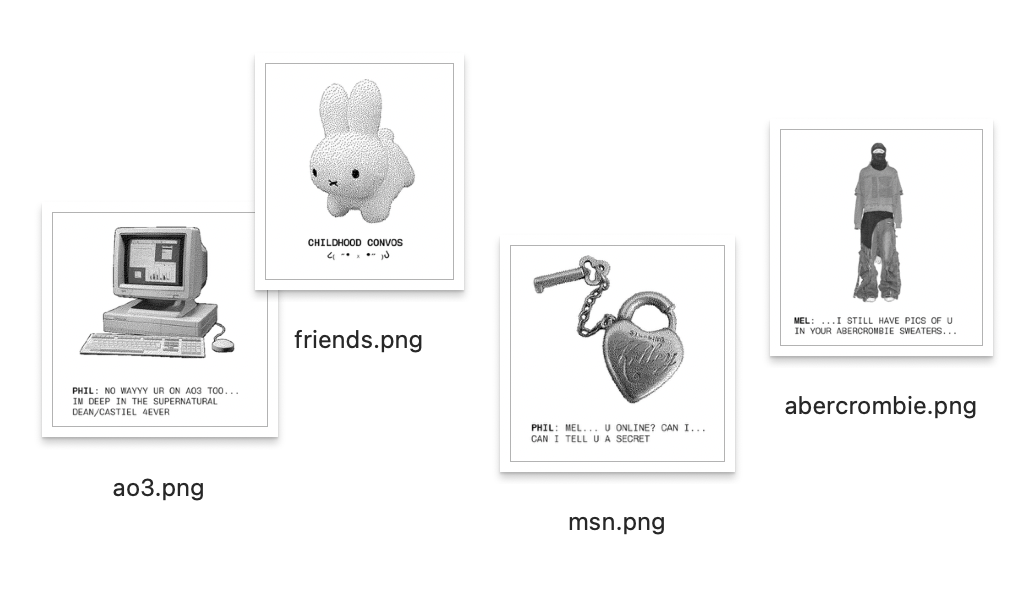 CHILDHOOD CONVOS
friends.png
PHIL: NO WAYYY UR ON AO3 TOO...
IM DEEP IN THE SUPERNATURAL
DEAN/CASTIEL 4EVER
ao3.png
PHIL: MEL... U ONLINE? CAN I...
CAN I TELL U A SECRET
msn.png
MEL: ...I STILL HAVE PICS OF U
IN YOUR ABERCROMBIE SWEATERS...
abercrombie.png